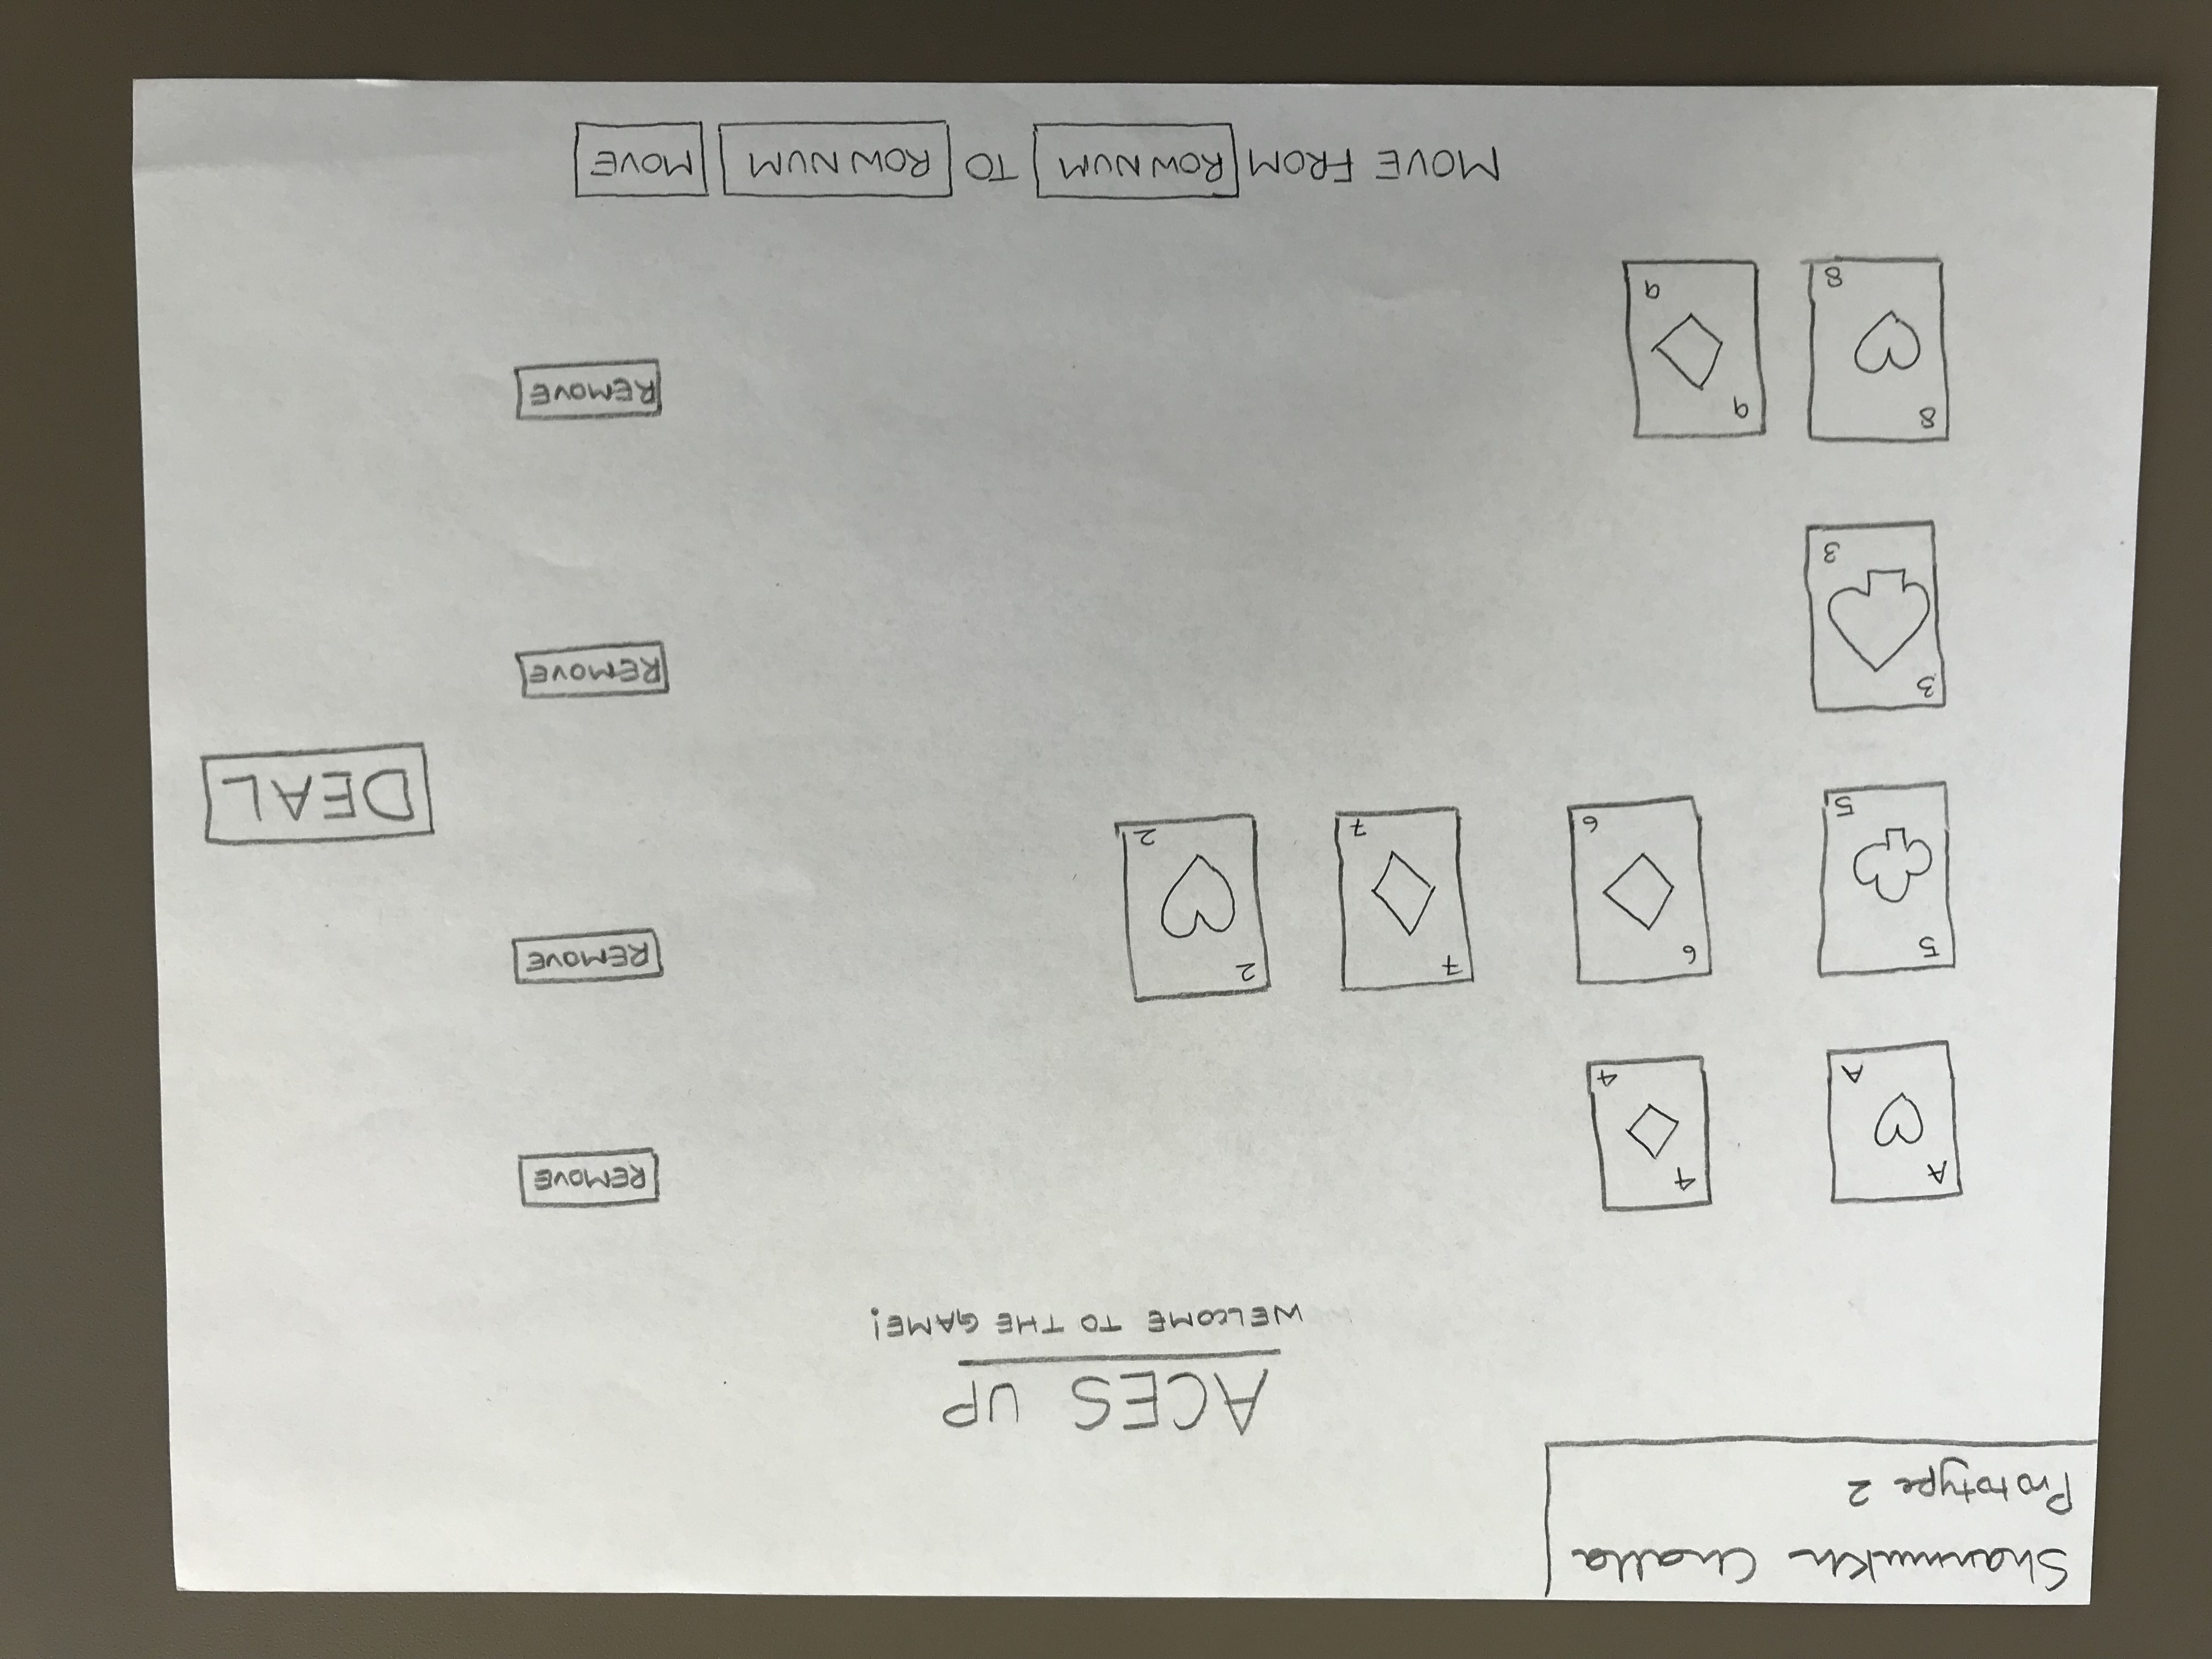 Shanmukh Challa
Prototype 2
ACES UP
WELCOME TO THE GAME!
A
A
4
4
REMOVE
5
5
6
6
7
7
2
2
REMOVE
DEAL
3
3
REMOVE
8
8
9
9
REMOVE
MOVE FROM ROW NUM TO ROW NUM MOVE